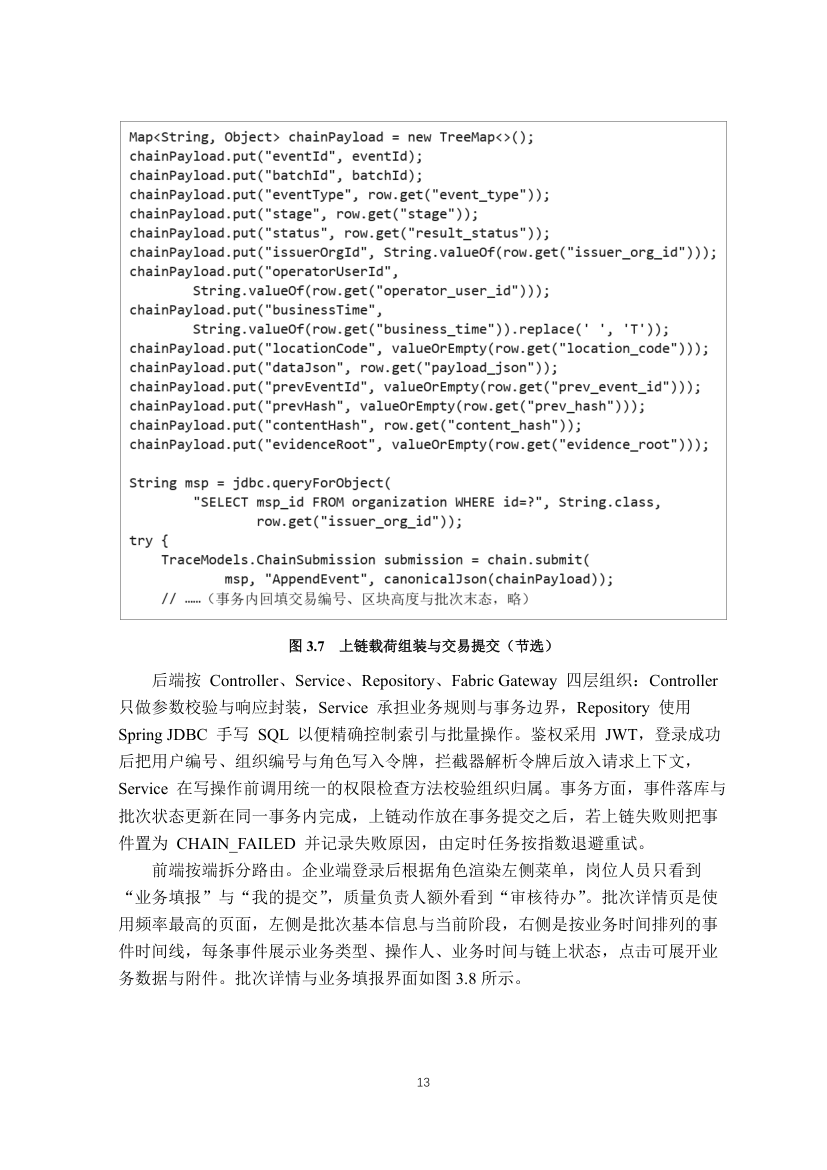 Map<String, Object> chainPayload = new TreeMap<>();
chainPayload.put("eventId", eventId);
chainPayload.put("batchId", batchId);
chainPayload.put("eventType", row.get("event_type"));
chainPayload.put("stage", row.get("stage"));
chainPayload.put("status", row.get("result_status"));
chainPayload.put("issuerOrgId", String.valueOf(row.get("issuer_org_id")));
chainPayload.put("operatorUserId",
        String.valueOf(row.get("operator_user_id")));
chainPayload.put("businessTime",
        String.valueOf(row.get("business_time")).replace(' ', 'T'));
chainPayload.put("locationCode", valueOrEmpty(row.get("location_code")));
chainPayload.put("dataJson", row.get("payload_json"));
chainPayload.put("prevEventId", valueOrEmpty(row.get("prev_event_id")));
chainPayload.put("prevHash", valueOrEmpty(row.get("prev_hash")));
chainPayload.put("contentHash", row.get("content_hash"));
chainPayload.put("evidenceRoot", valueOrEmpty(row.get("evidence_root")));

String msp = jdbc.queryForObject(
        "SELECT msp_id FROM organization WHERE id=?", String.class,
                row.get("issuer_org_id"));
try {
    TraceModels.ChainSubmission submission = chain.submit(
            msp, "AppendEvent", canonicalJson(chainPayload));
    // ……（事务内回填交易编号、区块高度与批次末态，略）
图 3.7 上链载荷组装与交易提交（节选）
后端按 Controller、Service、Repository、Fabric Gateway 四层组织：Controller
只做参数校验与响应封装，Service 承担业务规则与事务边界，Repository 使用
Spring JDBC 手写 SQL 以便精确控制索引与批量操作。鉴权采用 JWT，登录成功
后把用户编号、组织编号与角色写入令牌，拦截器解析令牌后放入请求上下文，
Service 在写操作前调用统一的权限检查方法校验组织归属。事务方面，事件落库与
批次状态更新在同一事务内完成，上链动作放在事务提交之后，若上链失败则把事
件置为 CHAIN_FAILED 并记录失败原因，由定时任务按指数退避重试。
前端按端拆分路由。企业端登录后根据角色渲染左侧菜单，岗位人员只看到
“业务填报”与“我的提交”，质量负责人额外看到“审核待办”。批次详情页是使
用频率最高的页面，左侧是批次基本信息与当前阶段，右侧是按业务时间排列的事
件时间线，每条事件展示业务类型、操作人、业务时间与链上状态，点击可展开业
务数据与附件。批次详情与业务填报界面如图 3.8 所示。
13